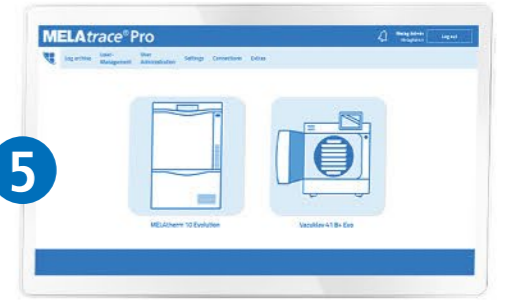 MELAtrace® Pro
Log out
Log archive
User Management
User Administration
Settings
Connections
Extras
5
MELAtherm 10 Evolution
Vacuklav 41 B+ Evo